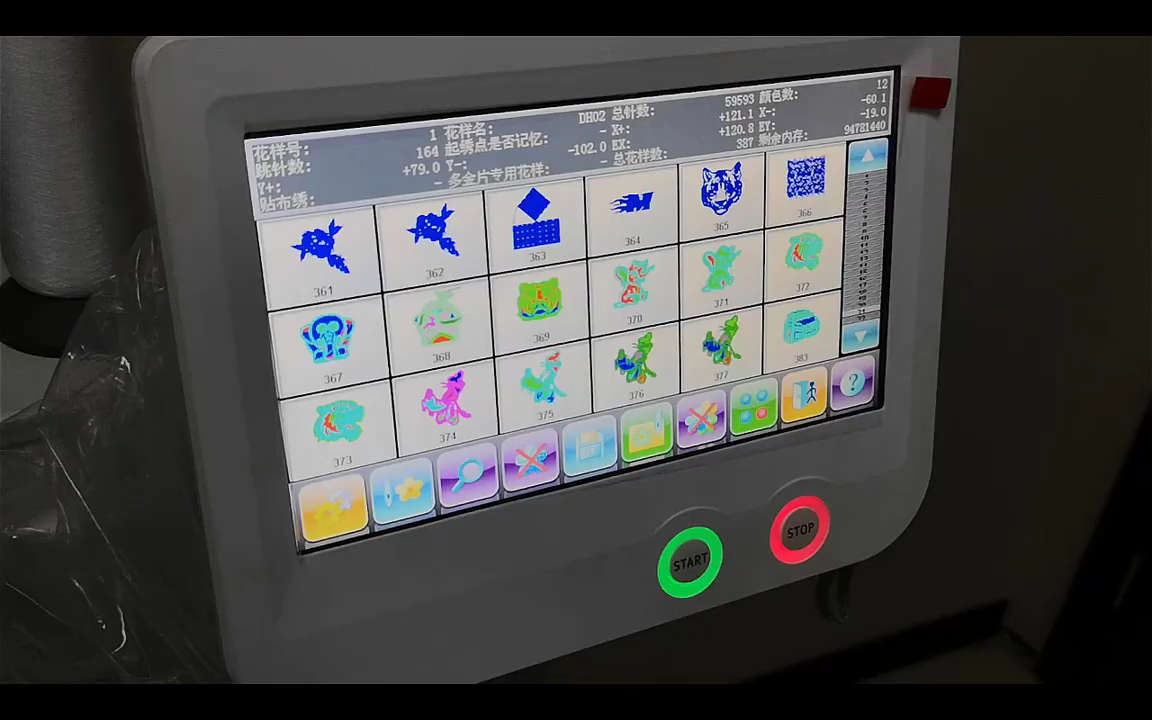 花样号: 1 花样名: DH02 总针数: 59593 颜色数: 12
跳针数: 164 起绣点是否记忆: - X+: +121.1 X-: -60.1
Y+: +79.0 Y-: -102.0 EX: +120.8 EY: -19.0
贴布绣: - 多金片专用花样: - 总花样数: 387 剩余内存: 94781440
361 362 363 364 365 366
367 368 369 370 371 372
373 374 375 376 377 383
?
START STOP